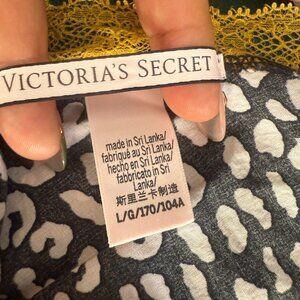 VICTORIA'S SECRET
made in Sri Lanka/
fabriqué au Sri Lanka/
hecho en Sri Lanka/
fabbricato in Sri
Lanka/
斯里兰卡制造
L/G/170/104A